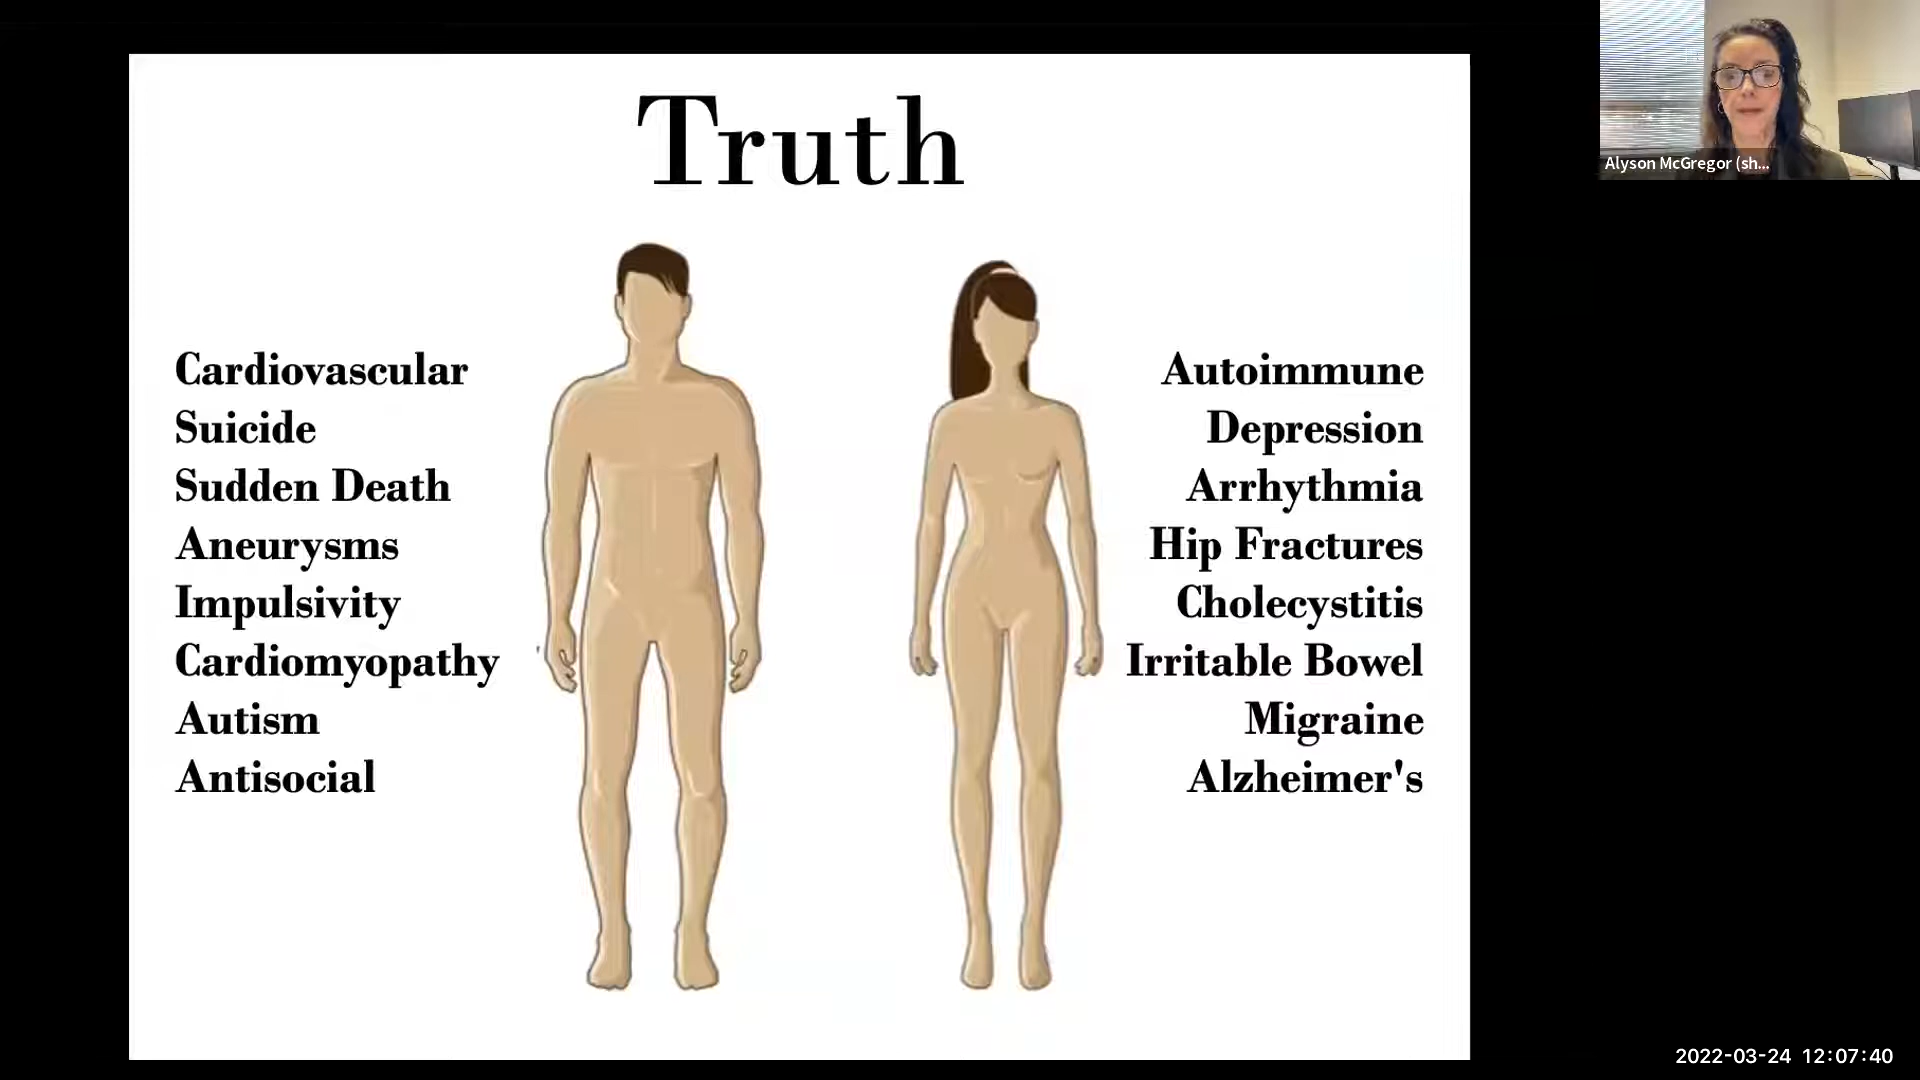 Truth
Cardiovascular
Suicide
Sudden Death
Aneurysms
Impulsivity
Cardiomyopathy
Autism
Antisocial
Autoimmune
Depression
Arrhythmia
Hip Fractures
Cholecystitis
Irritable Bowel
Migraine
Alzheimer's
Alyson McGregor (sh...
2022-03-24 12:07:40